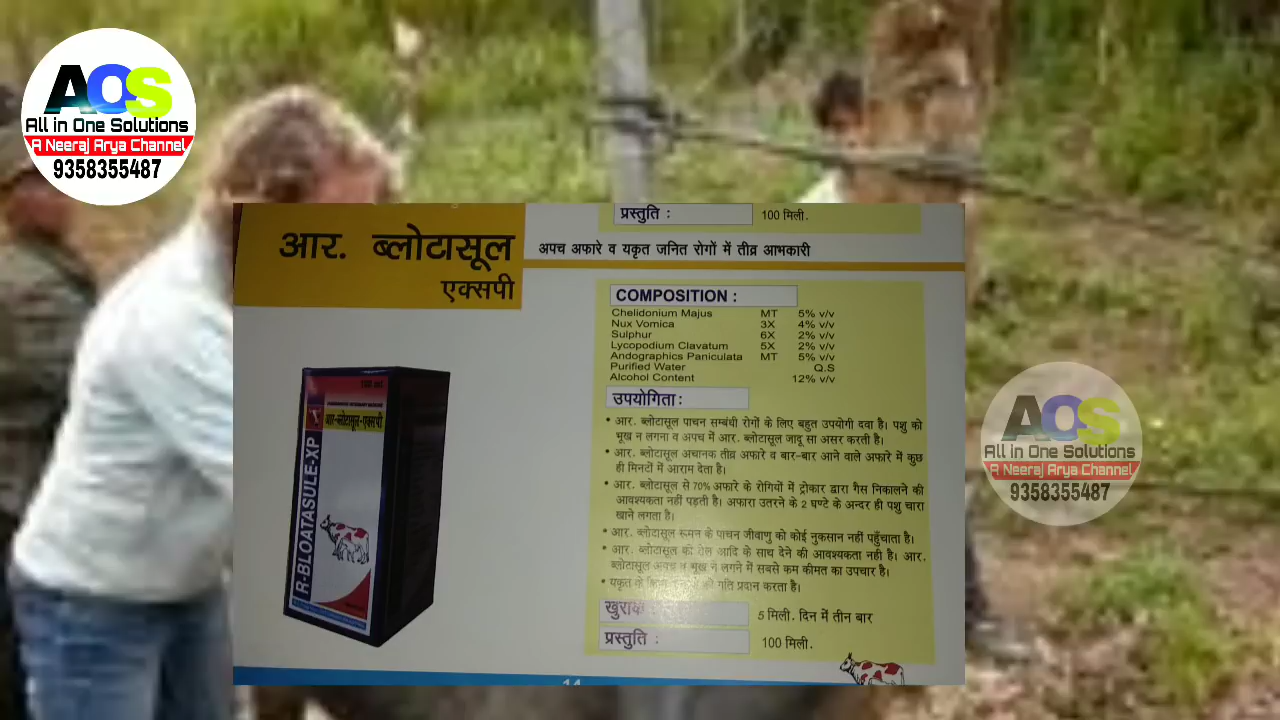 AOS
All in One Solutions
A Neeraj Arya Channel
9358355487
प्रस्तुति : 100 मिली.
आर. ब्लोटासूल
एक्सपी
अपच अफारे व यकृत जनित रोगों में तीव्र आभकारी
COMPOSITION :
Chelidonium Majus MT 5% v/v
Nux Vomica 3X 4% v/v
Sulphur 6X 2% v/v
Lycopodium Clavatum 5X 2% v/v
Andographics Paniculata MT 5% v/v
Purified Water Q.S
Alcohol Content 12% v/v
उपयोगिता :
• आर. ब्लोटासूल पाचन सम्बंधी रोगों के लिए बहुत उपयोगी दवा है। पशु को
भूख न लगना व अपच में आर. ब्लोटासूल जादू सा असर करती है।
• आर. ब्लोटासूल अचानक तीव्र अफारे व बार-बार आने वाले अफारे में कुछ
ही मिनटों में आराम देता है।
• आर. ब्लोटासूल से 70% अफारे के रोगियों में ट्रोकार द्वारा गैस निकालने की
आवश्यकता नहीं पड़ती है। अफारा उतरने के 2 घण्टे के अन्दर ही पशु चारा
खाने लगता है।
• आर. ब्लोटासूल रूमन के पाचन जीवाणु को कोई नुकसान नहीं पहुँचाता है।
• आर. ब्लोटासूल को तेल आदि के साथ देने की आवश्यकता नही है। आर.
ब्लोटासूल अपच व भूख न लगने में सबसे कम कीमत का उपचार है।
• यकृत के को गति प्रदान करता है।
खुराक 5 मिली. दिन में तीन बार
प्रस्तुति : 100 मिली.
100 ml
आर-ब्लोटासूल-एक्सपी
R-BLOATASULE-XP
14
AOS
All in One Solutions
A Neeraj Arya Channel
9358355487